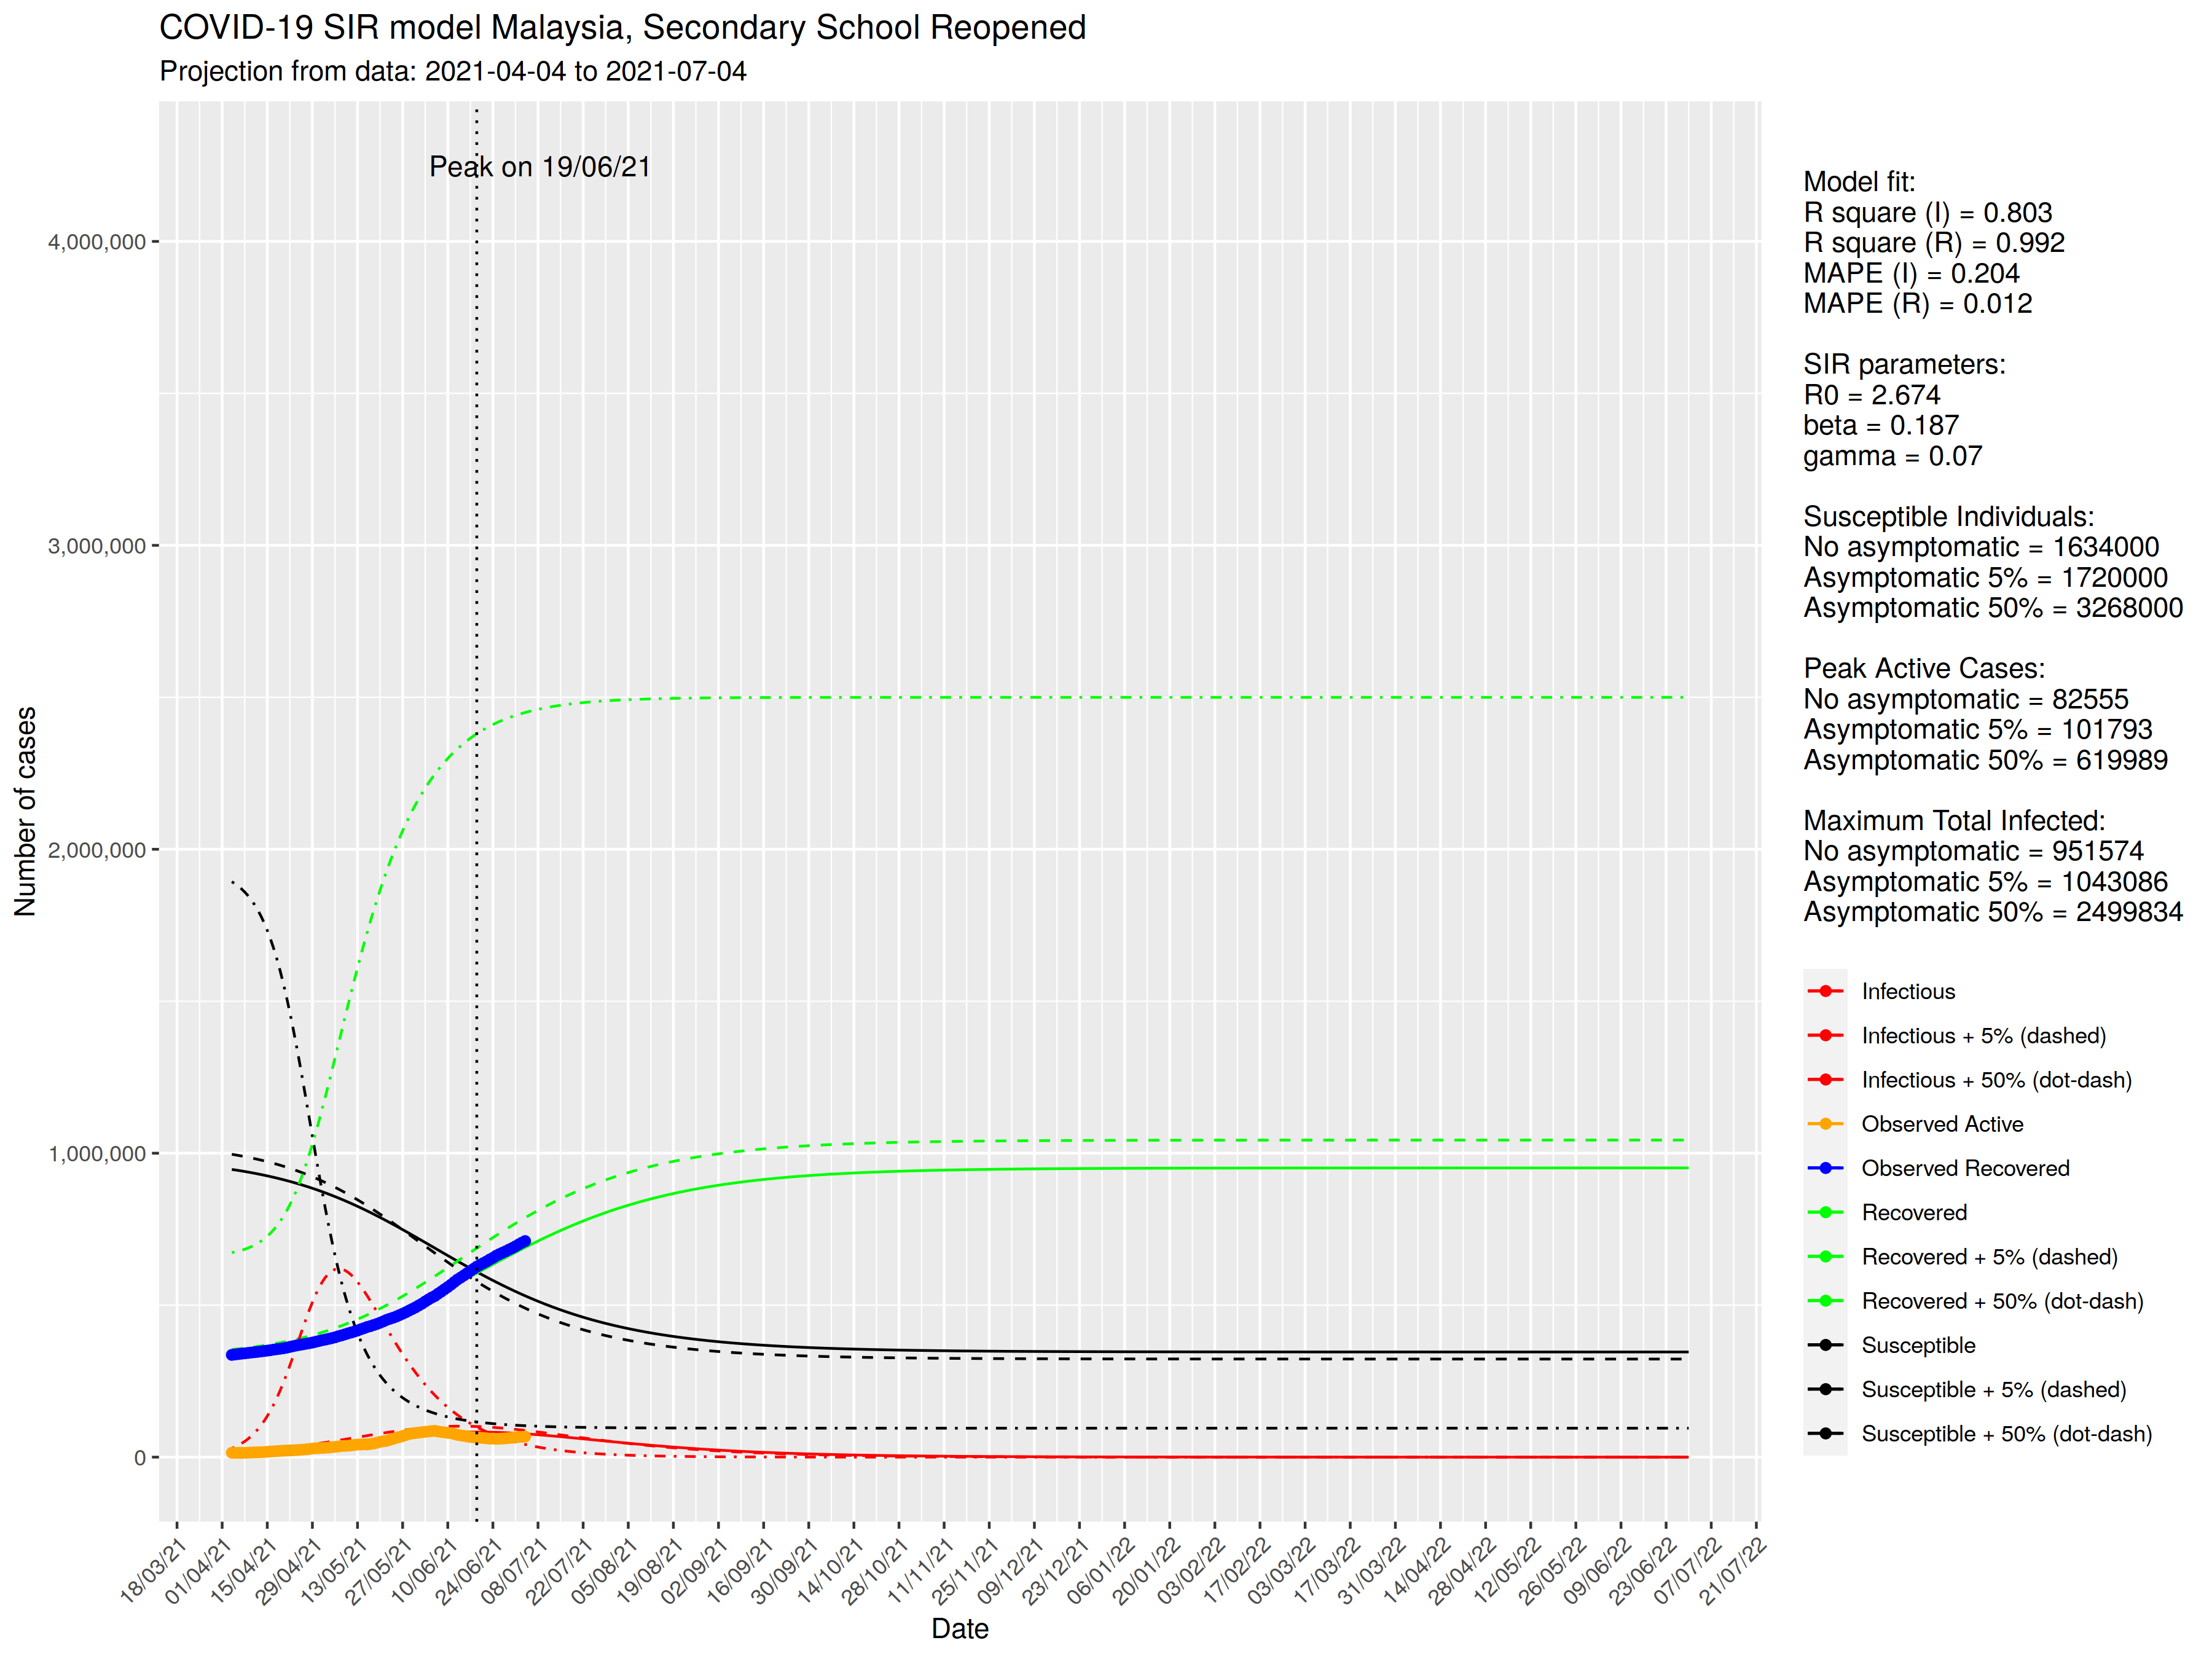 COVID-19 SIR model Malaysia, Secondary School Reopened
Projection from data: 2021-04-04 to 2021-07-04
Peak on 19/06/21
Number of cases
4,000,000
3,000,000
2,000,000
1,000,000
0
18/03/21
01/04/21
15/04/21
29/04/21
13/05/21
27/05/21
10/06/21
24/06/21
08/07/21
22/07/21
05/08/21
19/08/21
02/09/21
16/09/21
30/09/21
14/10/21
28/10/21
11/11/21
25/11/21
09/12/21
23/12/21
06/01/22
20/01/22
03/02/22
17/02/22
03/03/22
17/03/22
31/03/22
14/04/22
28/04/22
12/05/22
26/05/22
09/06/22
23/06/22
07/07/22
21/07/22
Date
Model fit:
R square (I) = 0.803
R square (R) = 0.992
MAPE (I) = 0.204
MAPE (R) = 0.012
SIR parameters:
R0 = 2.674
beta = 0.187
gamma = 0.07
Susceptible Individuals:
No asymptomatic = 1634000
Asymptomatic 5% = 1720000
Asymptomatic 50% = 3268000
Peak Active Cases:
No asymptomatic = 82555
Asymptomatic 5% = 101793
Asymptomatic 50% = 619989
Maximum Total Infected:
No asymptomatic = 951574
Asymptomatic 5% = 1043086
Asymptomatic 50% = 2499834
Infectious
Infectious + 5% (dashed)
Infectious + 50% (dot-dash)
Observed Active
Observed Recovered
Recovered
Recovered + 5% (dashed)
Recovered + 50% (dot-dash)
Susceptible
Susceptible + 5% (dashed)
Susceptible + 50% (dot-dash)